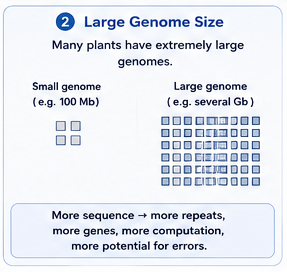 2 Large Genome Size
Many plants have extremely large
genomes.
Small genome
( e.g. 100 Mb)
Large genome
( e.g. several Gb )
More sequence → more repeats,
more genes, more computation,
more potential for errors.